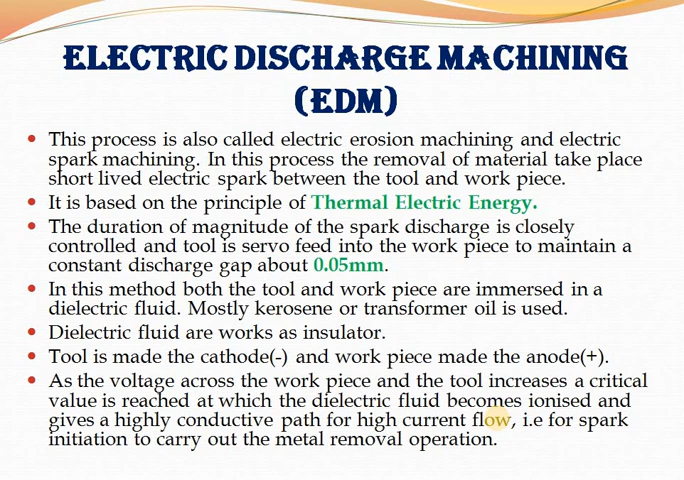 ELECTRIC DISCHARGE MACHINING
(EDM)
This process is also called electric erosion machining and electric
spark machining. In this process the removal of material take place
short lived electric spark between the tool and work piece.
It is based on the principle of Thermal Electric Energy.
The duration of magnitude of the spark discharge is closely
controlled and tool is servo feed into the work piece to maintain a
constant discharge gap about 0.05mm.
In this method both the tool and work piece are immersed in a
dielectric fluid. Mostly kerosene or transformer oil is used.
Dielectric fluid are works as insulator.
Tool is made the cathode(-) and work piece made the anode(+).
As the voltage across the work piece and the tool increases a critical
value is reached at which the dielectric fluid becomes ionised and
gives a highly conductive path for high current flow, i.e for spark
initiation to carry out the metal removal operation.